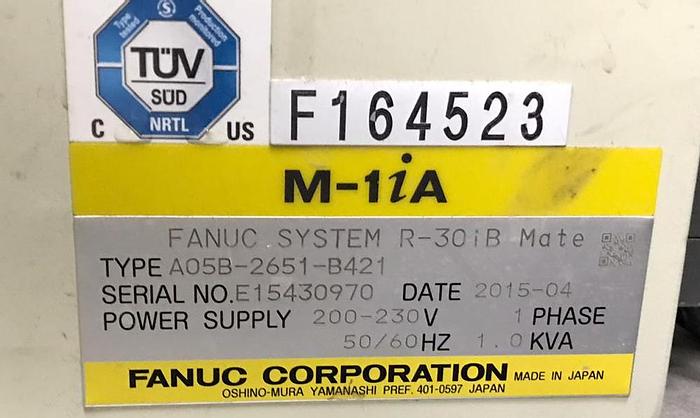 Type tested
S
Production monitored
TÜV
SÜD
C NRTL US
F164523
M-1iA
FANUC SYSTEM R-30iB Mate
TYPE A05B-2651-B421
SERIAL NO. E15430970 DATE 2015-04
POWER SUPPLY 200-230V 1 PHASE
50/60HZ 1.0KVA
FANUC CORPORATION MADE IN JAPAN
OSHINO-MURA YAMANASHI PREF. 401-0597 JAPAN